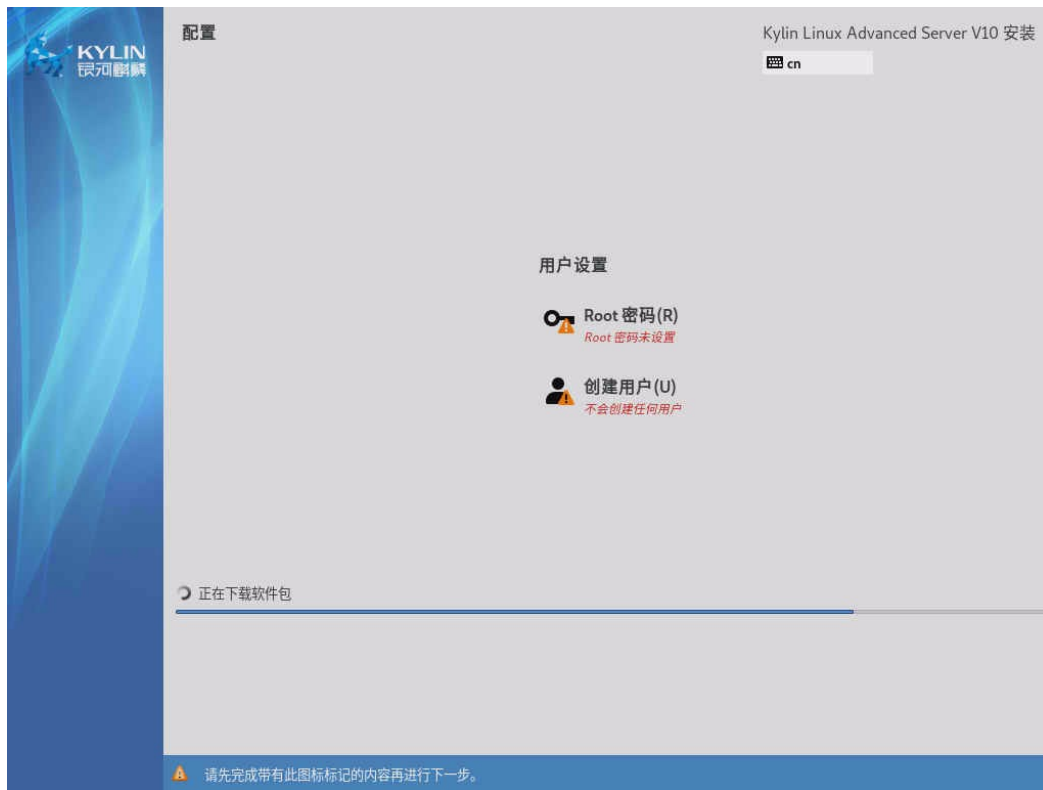 KYLIN
银河麒麟
配置
Kylin Linux Advanced Server V10 安装
cn
用户设置
Root 密码(R)
Root 密码未设置
创建用户(U)
不会创建任何用户
正在下载软件包
请先完成带有此图标标记的内容再进行下一步。